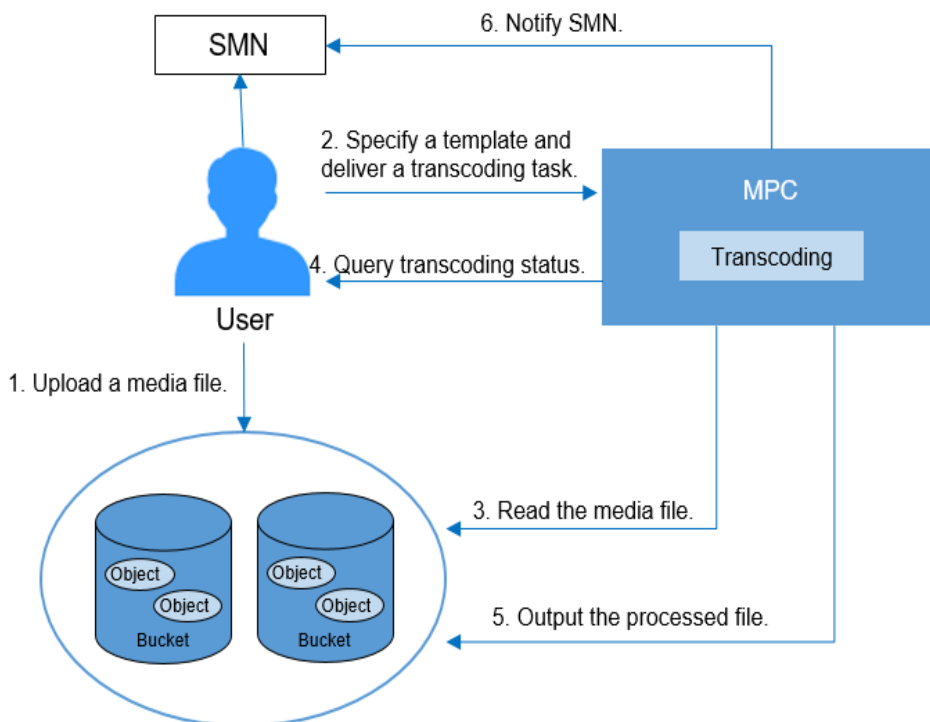 6. Notify SMN.
SMN
2. Specify a template and
deliver a transcoding task.
MPC
Transcoding
4. Query transcoding status.
User
1. Upload a media file.
3. Read the media file.
Object
Object
Object
Object
5. Output the processed file.
Bucket
Bucket